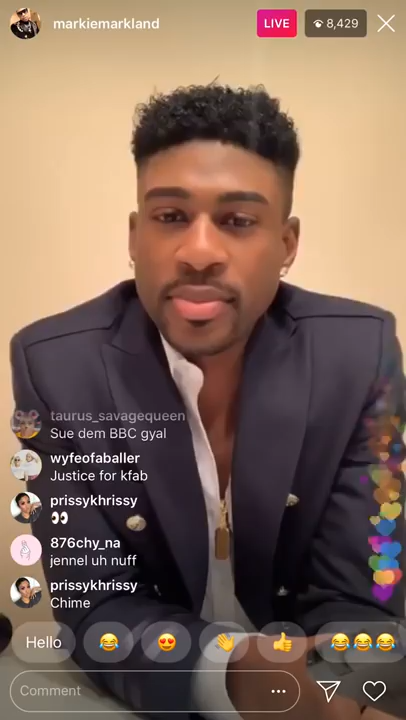 markiemarkland
LIVE
8,429
taurus_savagequeen
Sue dem BBC gyal
wyfeofaballer
Justice for kfab
prissykhrissy
👀
876chy_na
jennel uh nuff
prissykhrissy
Chime
Hello 😂 😍 👋 👍 😂😂😂
Comment